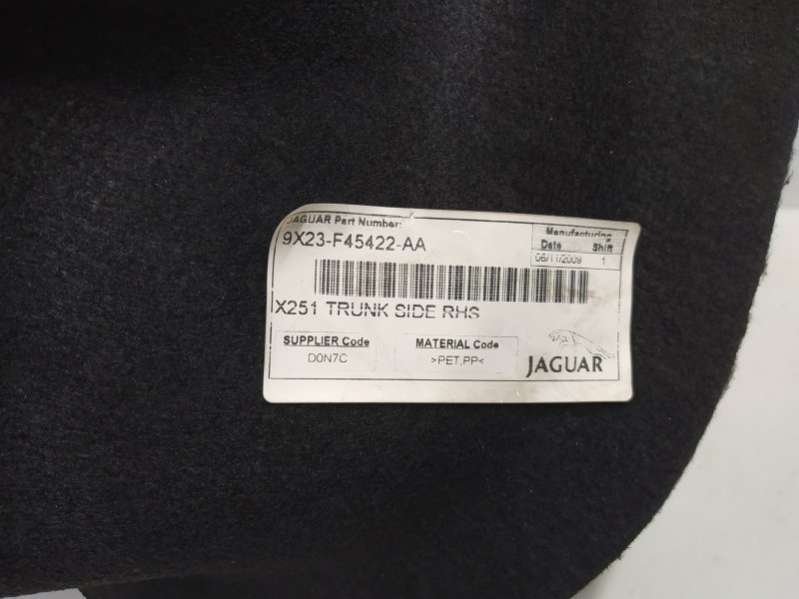 JAGUAR Part Number:
9X23-F45422-AA
Manufacturing
Date Shift
06/11/2009 1
X251 TRUNK SIDE RHS
SUPPLIER Code
D0N7C
MATERIAL Code
>PET,PP<
JAGUAR